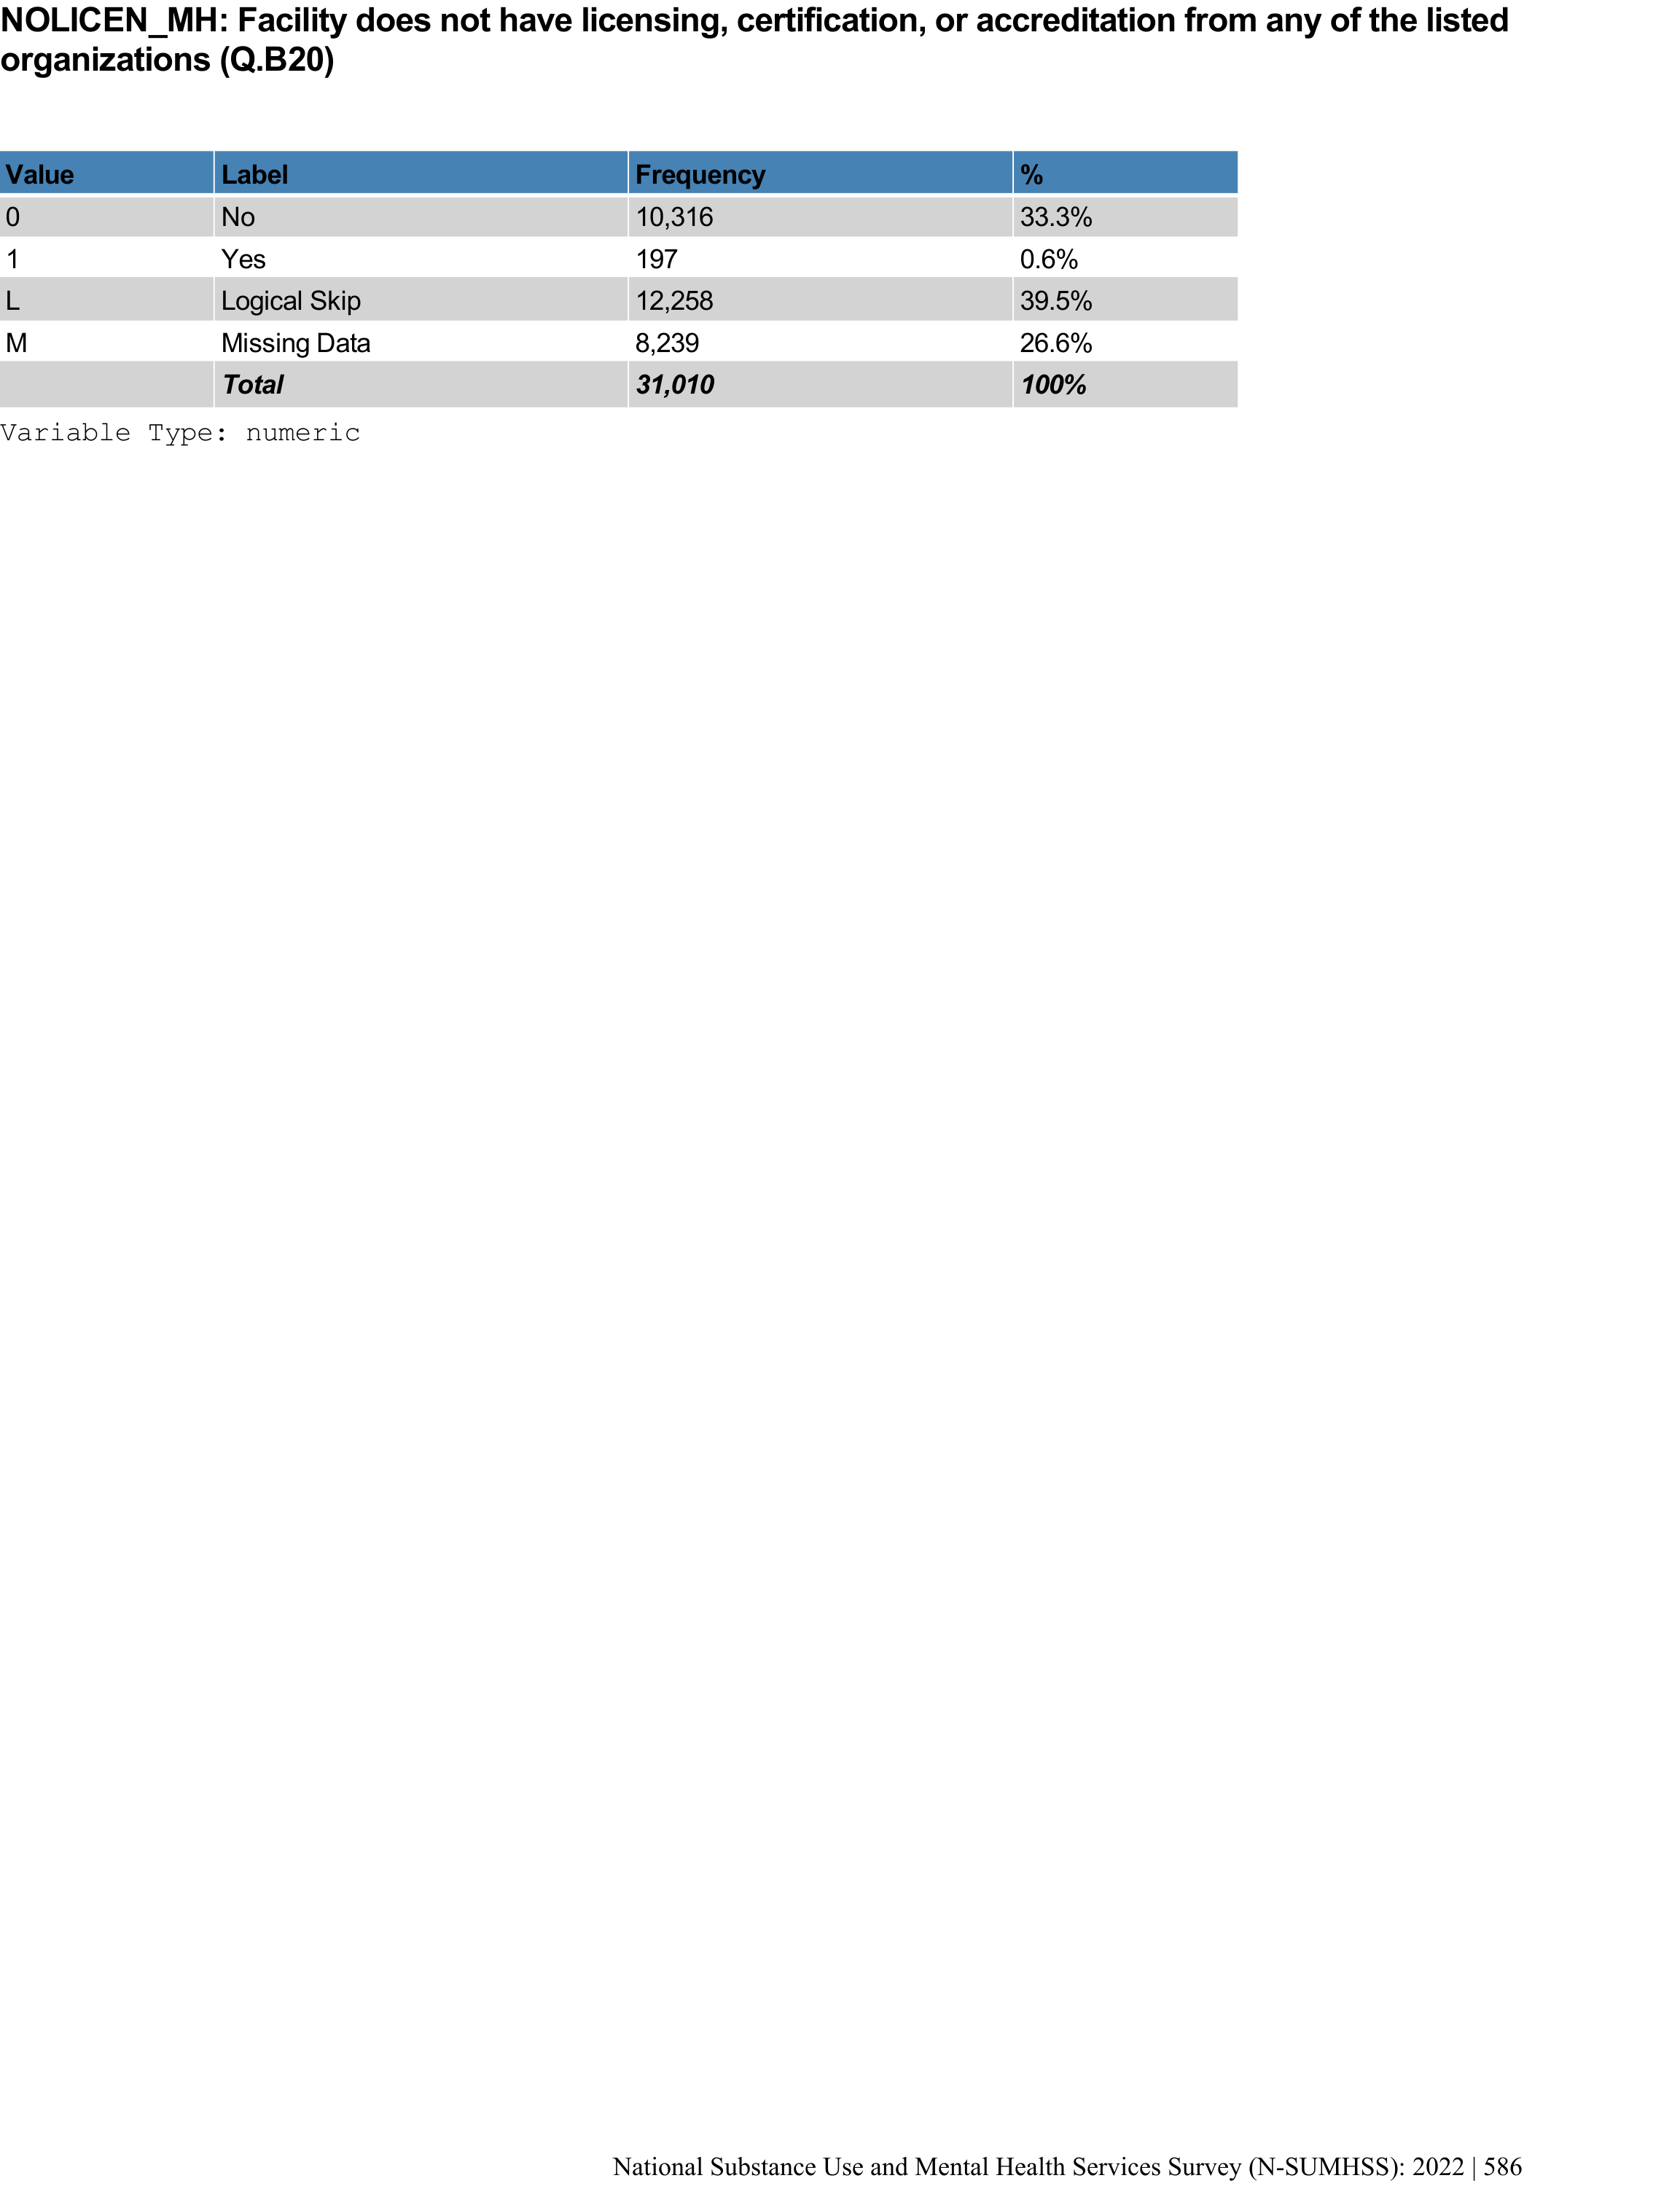 NOLICEN_MH: Facility does not have licensing, certification, or accreditation from any of the listed
organizations (Q.B20)
Value Label Frequency %
0 No 10,316 33.3%
1 Yes 197 0.6%
L Logical Skip 12,258 39.5%
M Missing Data 8,239 26.6%
Total 31,010 100%
Variable Type: numeric
National Substance Use and Mental Health Services Survey (N-SUMHSS): 2022 | 586